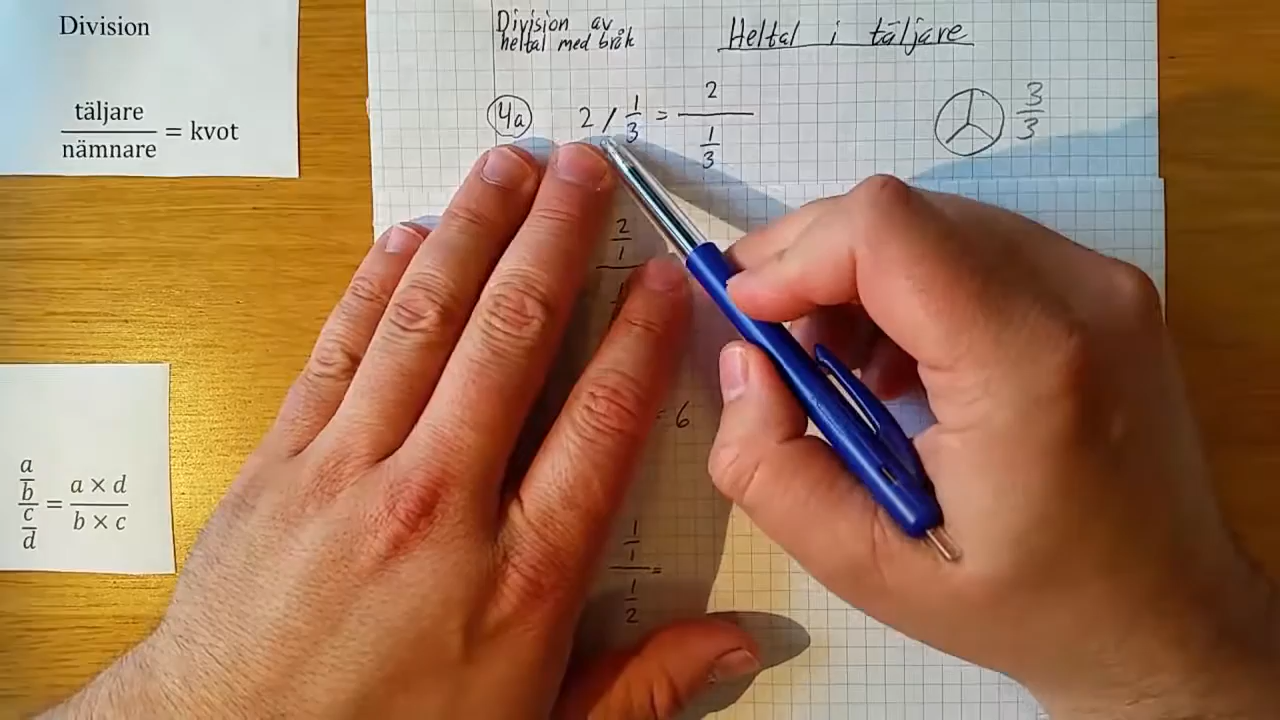 Division
täljare
nämnare
= kvot
Division av
heltal med bråk
Heltal i täljare
4a
2 / 1/3 = 2
1
3
3
3
2
1
= 6
1
1
=
1
2
a
b
c
d
=
a × d
b × c